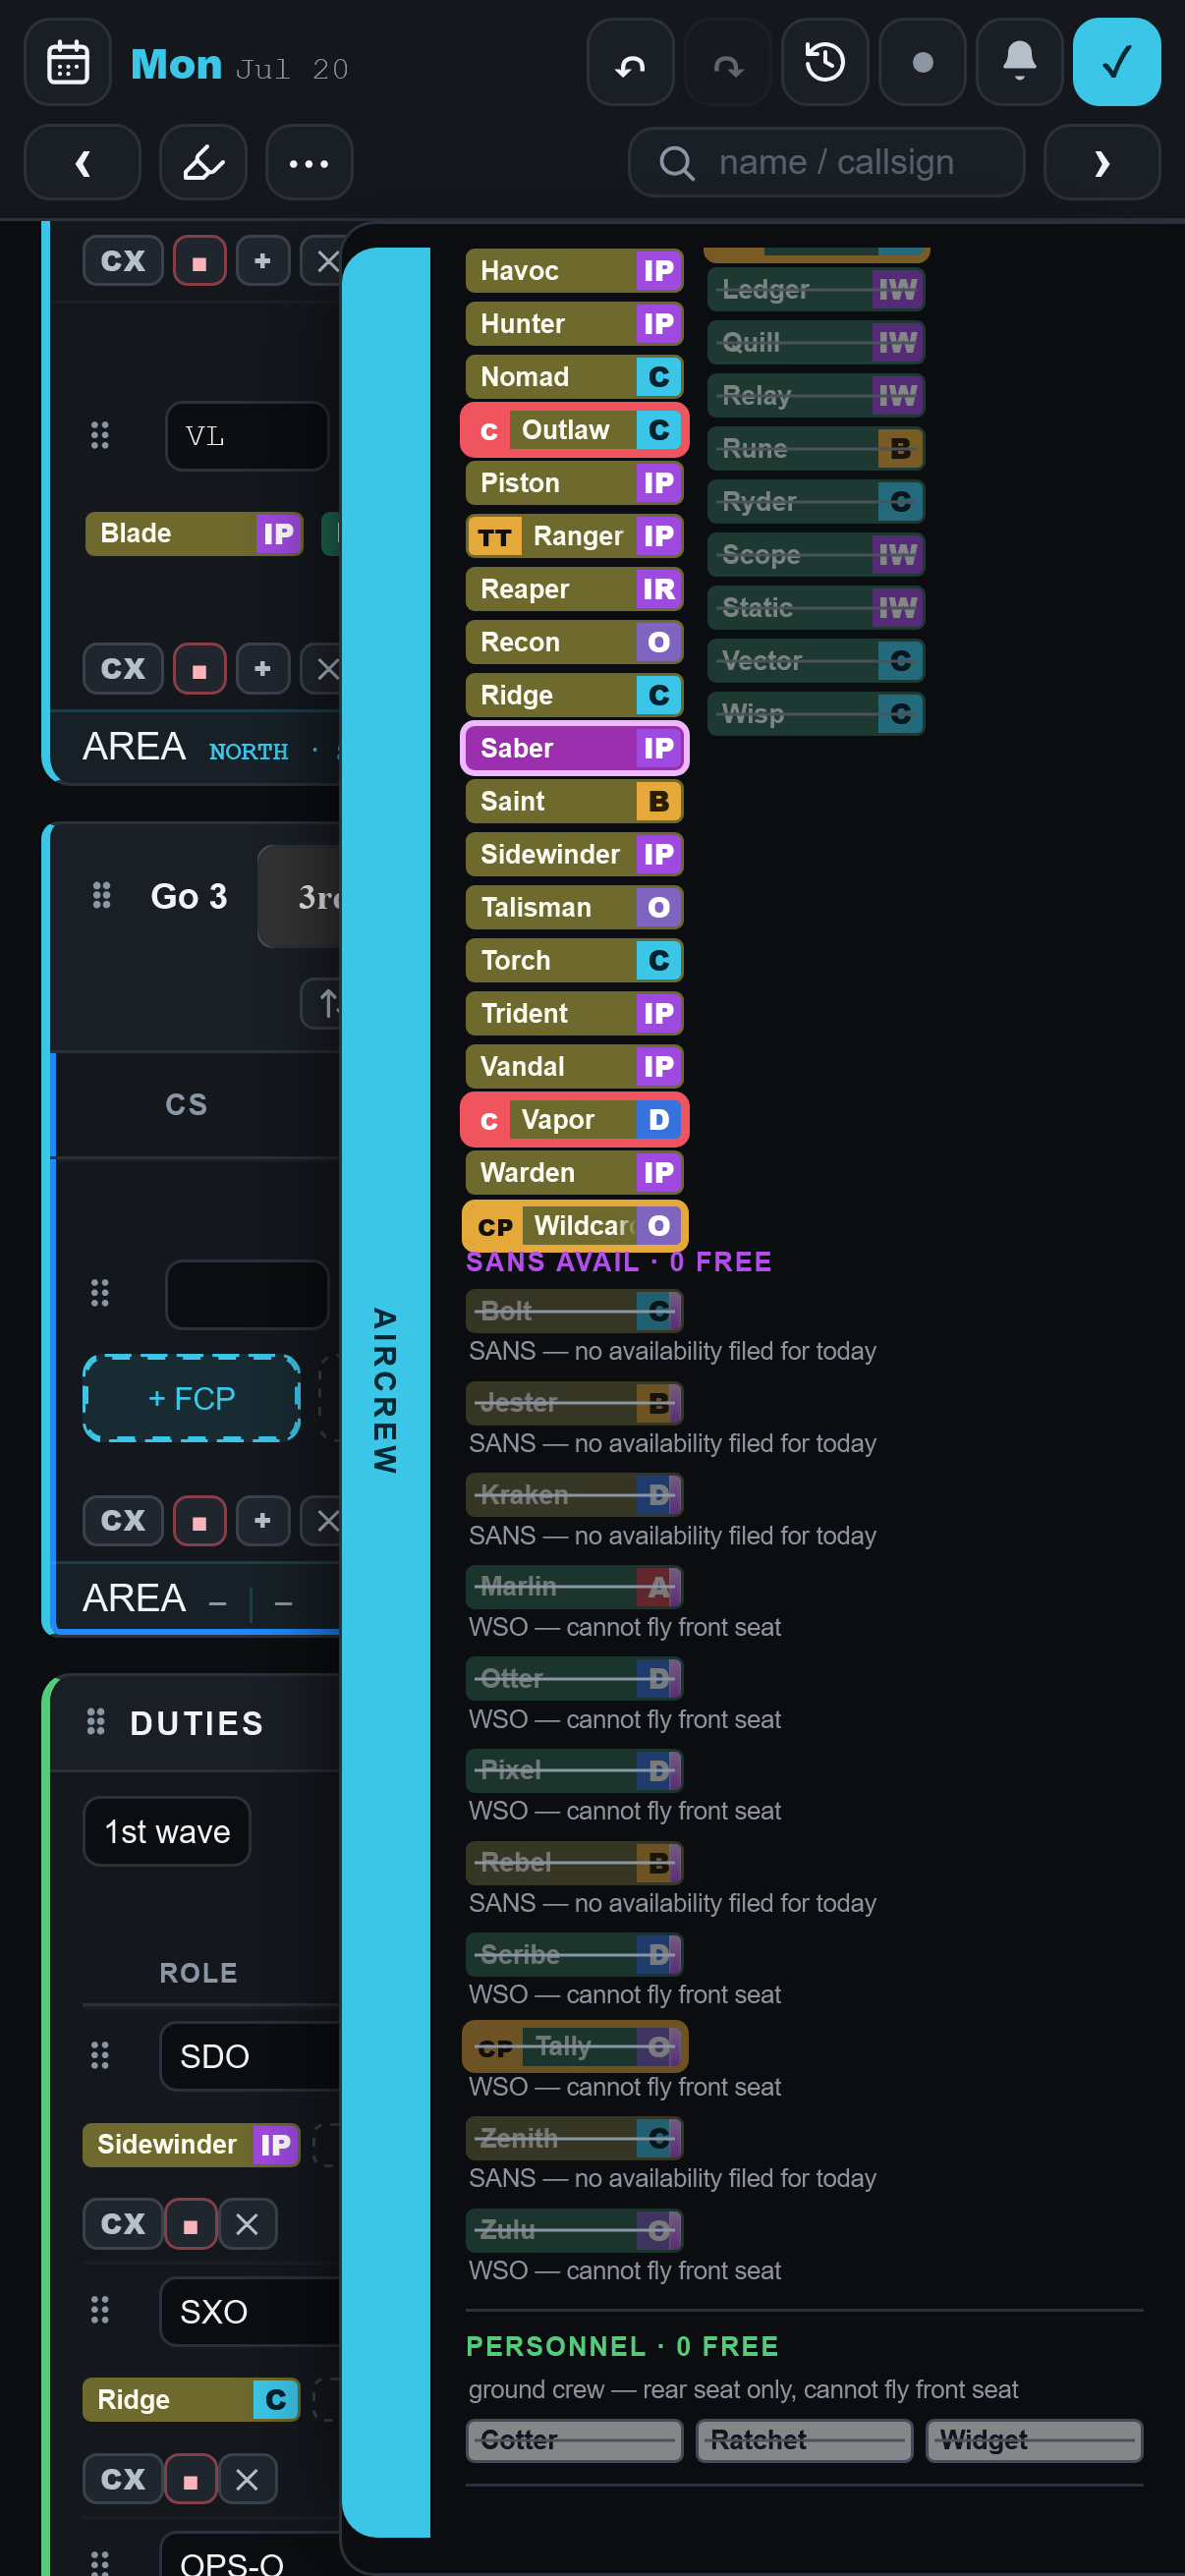 Mon Jul 20
name / callsign
CX
VL
Blade IP
CX
AREA NORTH ·
Go 3
CS
+ FCP
CX
AREA – | –
DUTIES
1st wave
ROLE
SDO
Sidewinder IP
CX
SXO
Ridge C
CX
OPS-O
AIRCREW
Havoc IP
Hunter IP
Nomad C
C Outlaw C
Piston IP
TT Ranger IP
Reaper IR
Recon O
Ridge C
Saber IP
Saint B
Sidewinder IP
Talisman O
Torch C
Trident IP
Vandal IP
C Vapor D
Warden IP
CP Wildcard O
Ledger IW
Quill IW
Relay IW
Rune B
Ryder C
Scope IW
Static IW
Vector C
Wisp C
SANS AVAIL · 0 FREE
Bolt C
SANS — no availability filed for today
Jester B
SANS — no availability filed for today
Kraken D
SANS — no availability filed for today
Marlin A
WSO — cannot fly front seat
Otter D
WSO — cannot fly front seat
Pixel D
WSO — cannot fly front seat
Rebel B
SANS — no availability filed for today
Scribe D
WSO — cannot fly front seat
CP Tally O
WSO — cannot fly front seat
Zenith C
SANS — no availability filed for today
Zulu O
WSO — cannot fly front seat
PERSONNEL · 0 FREE
ground crew — rear seat only, cannot fly front seat
Cotter Ratchet Widget